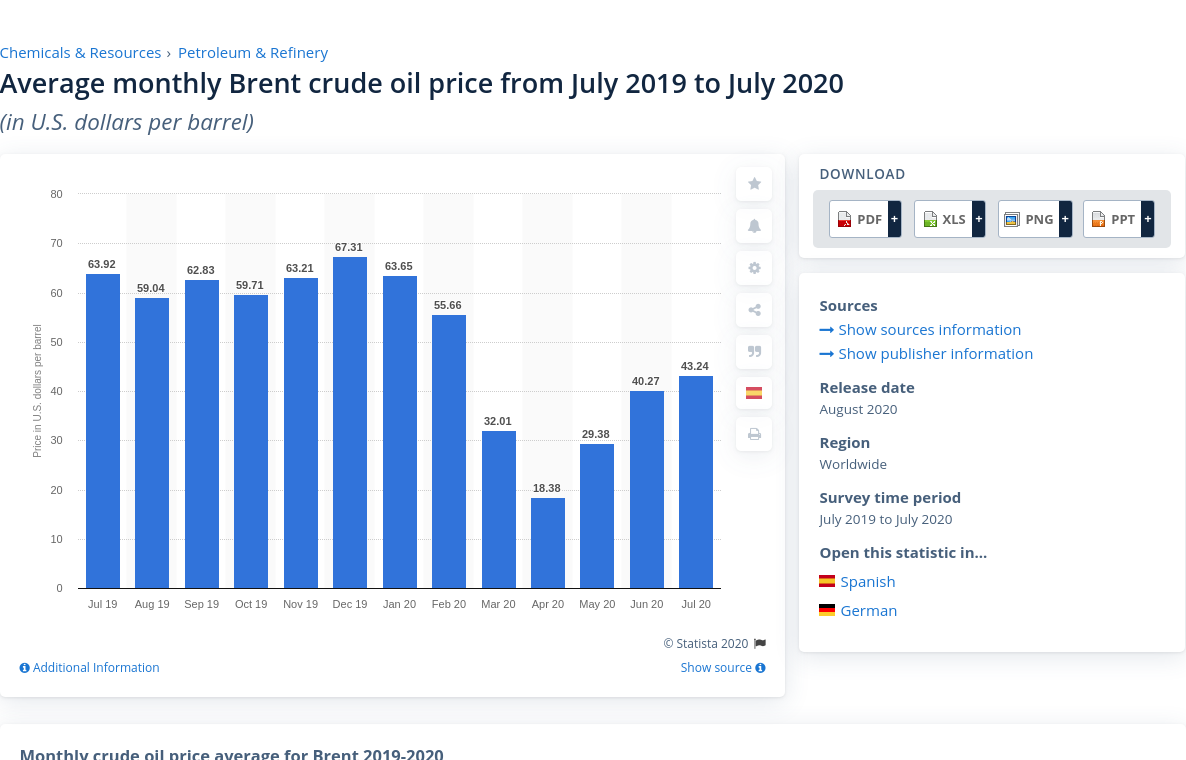 Chemicals & Resources › Petroleum & Refinery
Average monthly Brent crude oil price from July 2019 to July 2020
(in U.S. dollars per barrel)
Price in U.S. dollars per barrel
80
70
60
50
40
30
20
10
0
63.92
59.04
62.83
59.71
63.21
67.31
63.65
55.66
32.01
18.38
29.38
40.27
43.24
Jul 19 Aug 19 Sep 19 Oct 19 Nov 19 Dec 19 Jan 20 Feb 20 Mar 20 Apr 20 May 20 Jun 20 Jul 20
© Statista 2020
Additional Information
Show source
DOWNLOAD
PDF + XLS + PNG + PPT +
Sources
Show sources information
Show publisher information
Release date
August 2020
Region
Worldwide
Survey time period
July 2019 to July 2020
Open this statistic in...
Spanish
German
Monthly crude oil price average for Brent 2019-2020